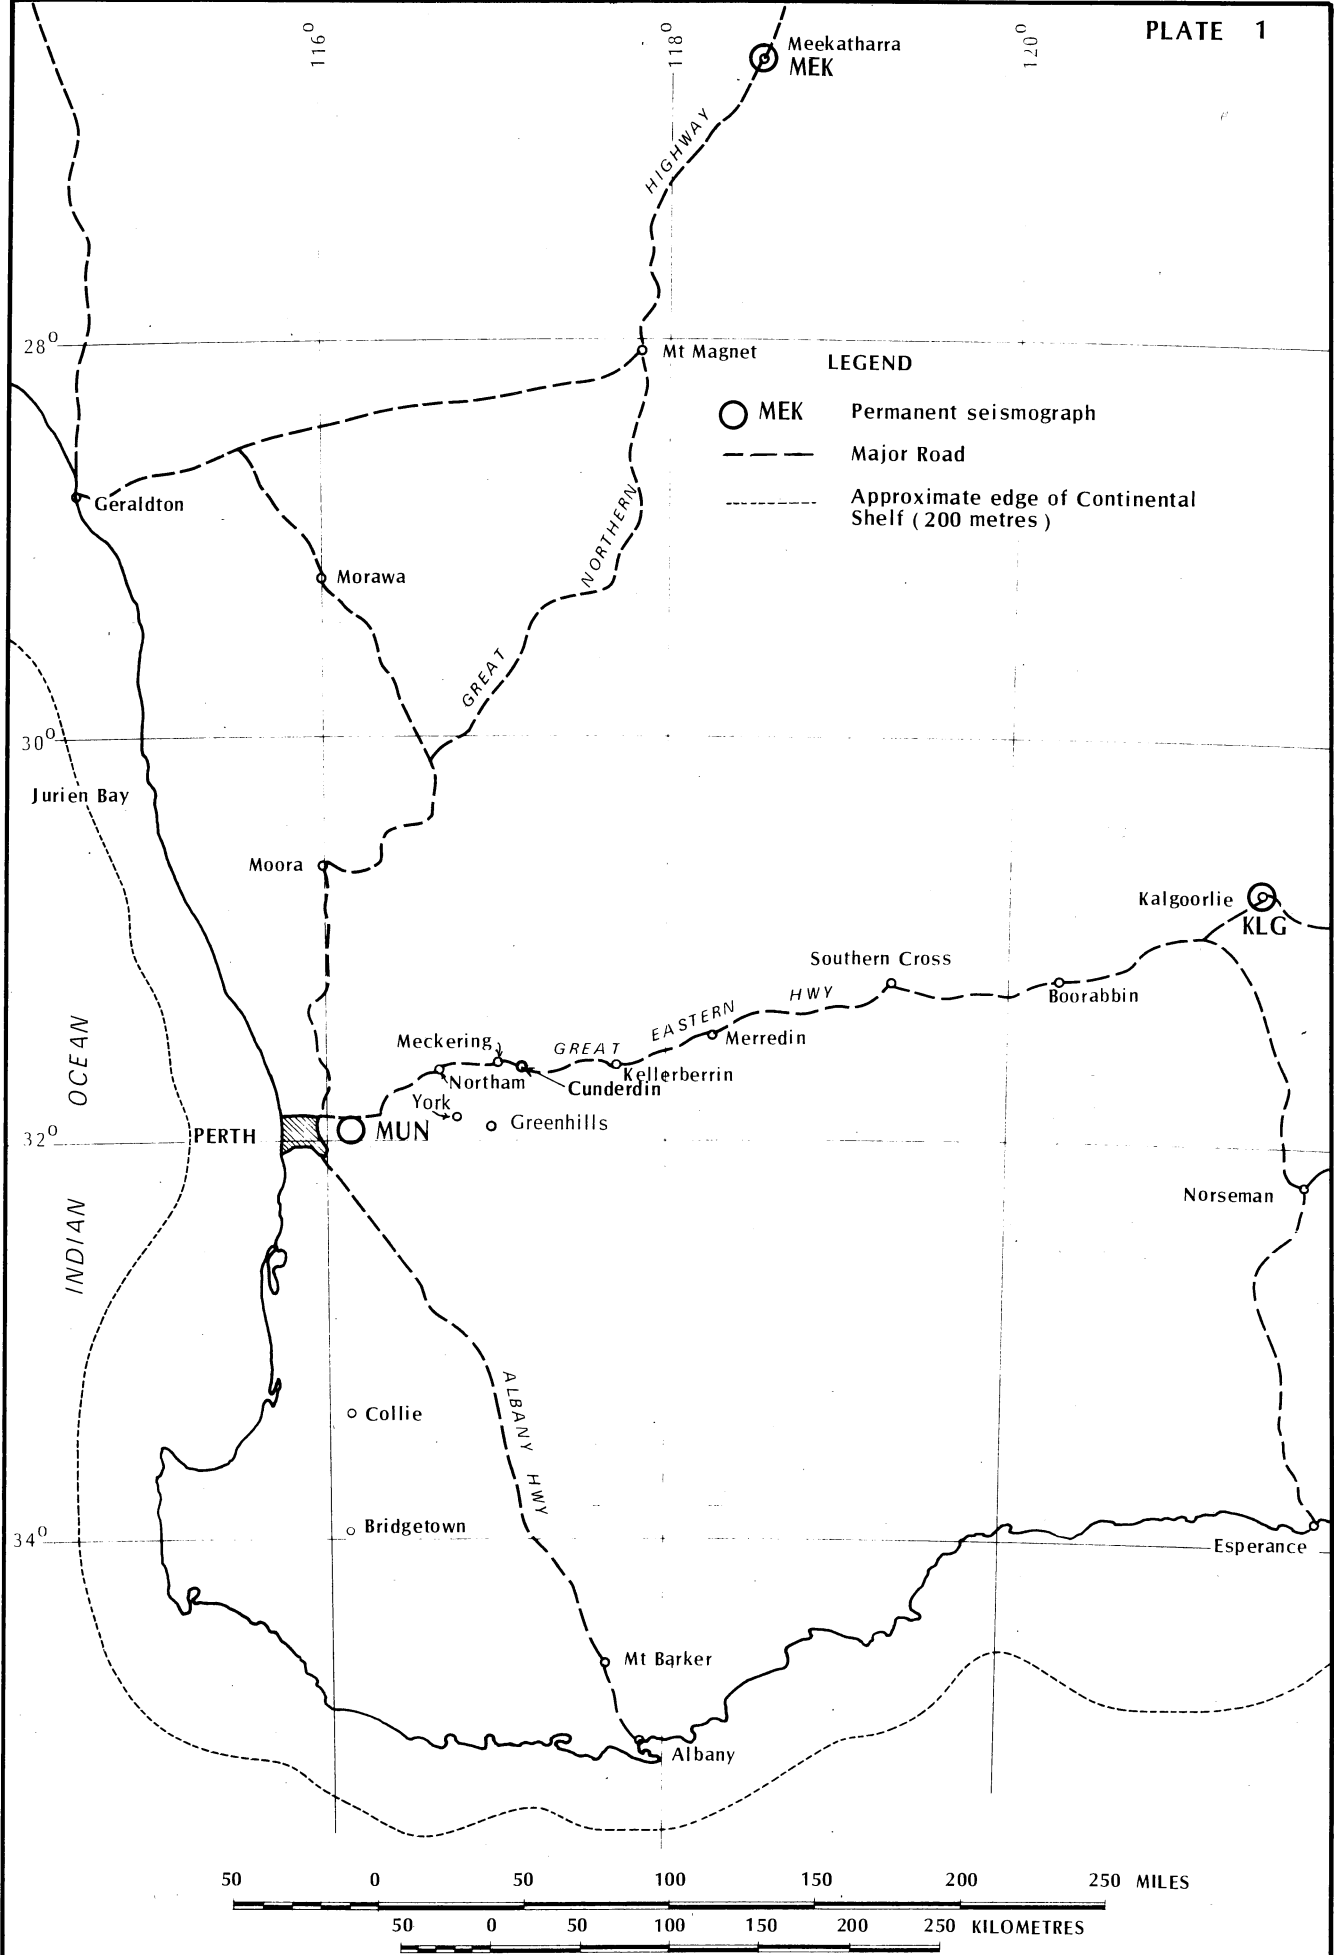 PLATE 1
116°
118°
120°
Meekatharra
MEK
HIGHWAY
28°
Mt Magnet
LEGEND
MEK Permanent seismograph
Major Road
Approximate edge of Continental
Shelf (200 metres)
Geraldton
NORTHERN
Morawa
GREAT
30°
Jurien Bay
Moora
Kalgoorlie
KLG
Southern Cross
Boorabbin
HWY
EASTERN
GREAT
Merredin
Meckering
Kellerberrin
Northam
Cunderdin
York
Greenhills
INDIAN OCEAN
32°
PERTH
MUN
Norseman
ALBANY HWY
Collie
Bridgetown
34°
Esperance
Mt Barker
Albany
50 0 50 100 150 200 250 MILES
50 0 50 100 150 200 250 KILOMETRES